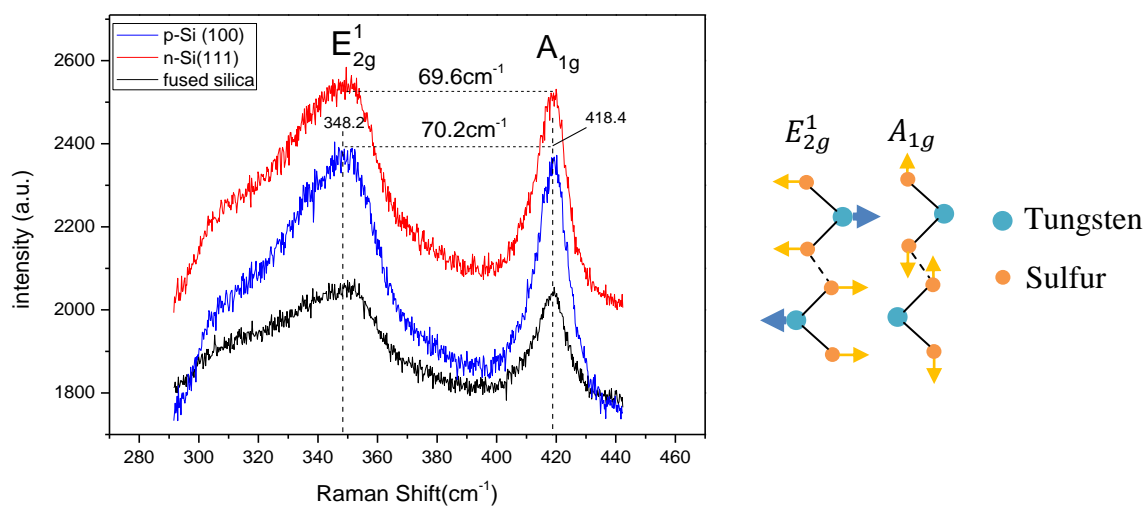 p-Si (100)
n-Si(111)
fused silica
E¹₂g
A₁g
69.6cm⁻¹
348.2
70.2cm⁻¹
418.4
2600
2400
2200
2000
1800
intensity (a.u.)
280 300 320 340 360 380 400 420 440 460
Raman Shift(cm⁻¹)
E¹₂g A₁g
Tungsten
Sulfur